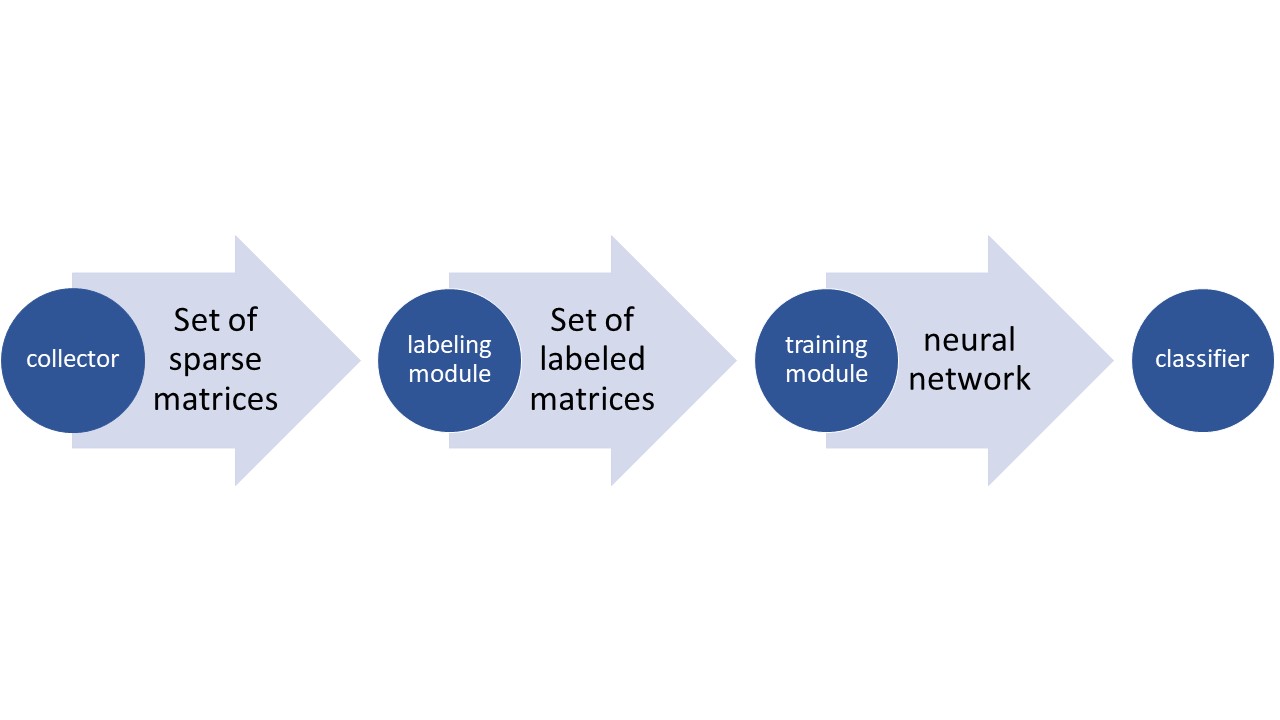 collector
Set of
sparse
matrices
labeling
module
Set of
labeled
matrices
training
module
neural
network
classifier